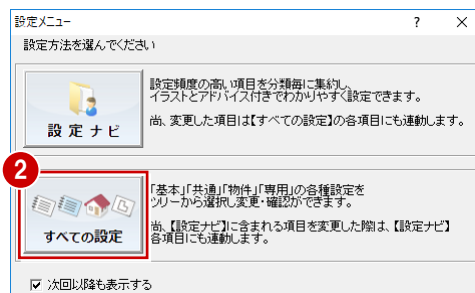 設定メニュー ? ×
設定方法を選んでください
設定ナビ
設定頻度の高い項目を分類毎に集約し、
イラストとアドバイス付きでわかりやすく設定できます。
尚、変更した項目は【すべての設定】の各項目にも連動します。
2
すべての設定
「基本」「共通」「物件」「専用」の各種設定を
ツリーから選択し変更・確認ができます。
尚、【設定ナビ】に含まれる項目を変更した際は、【設定ナビ】
各項目にも連動します。
次回以降も表示する